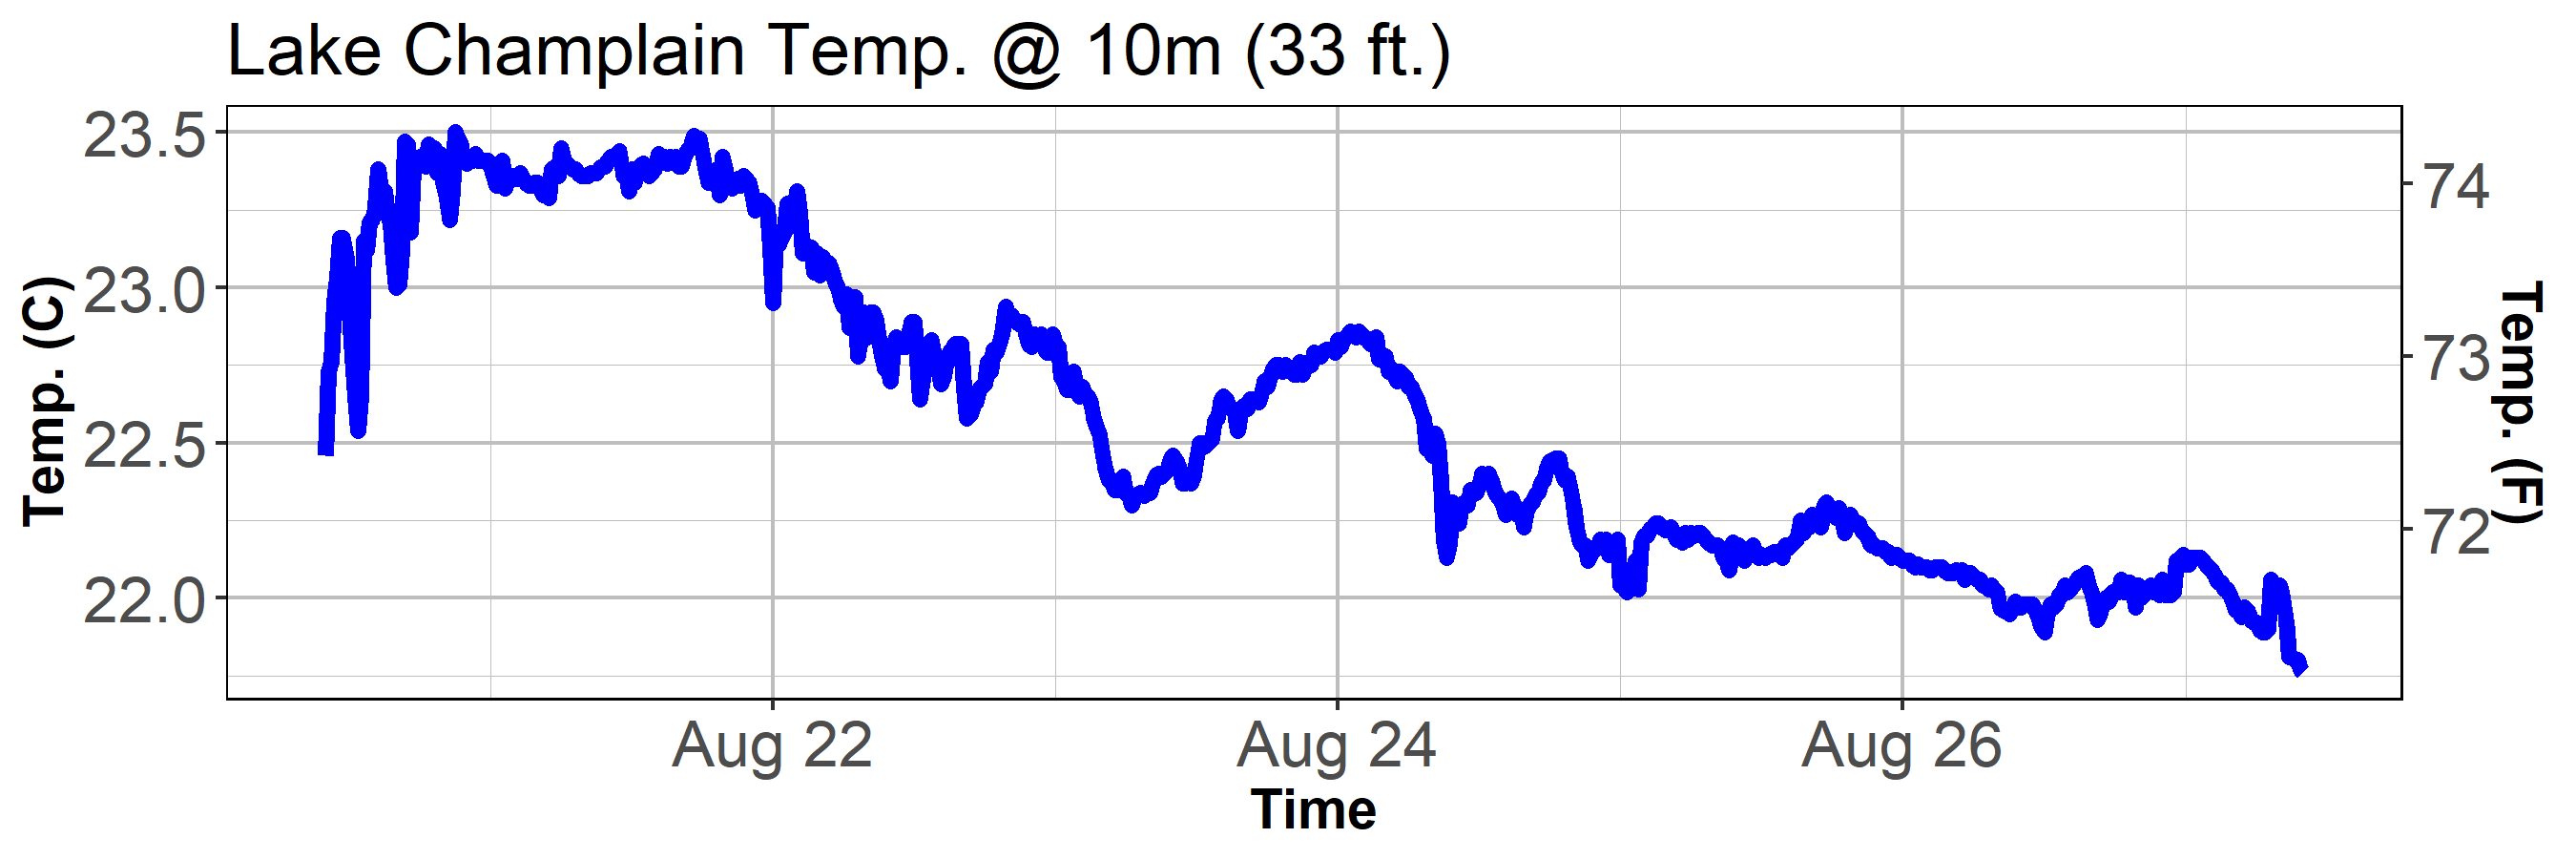 Lake Champlain Temp. @ 10m (33 ft.)
23.5
23.0
22.5
22.0
Temp. (C)
74
73
72
Temp. (F)
Aug 22 Aug 24 Aug 26
Time